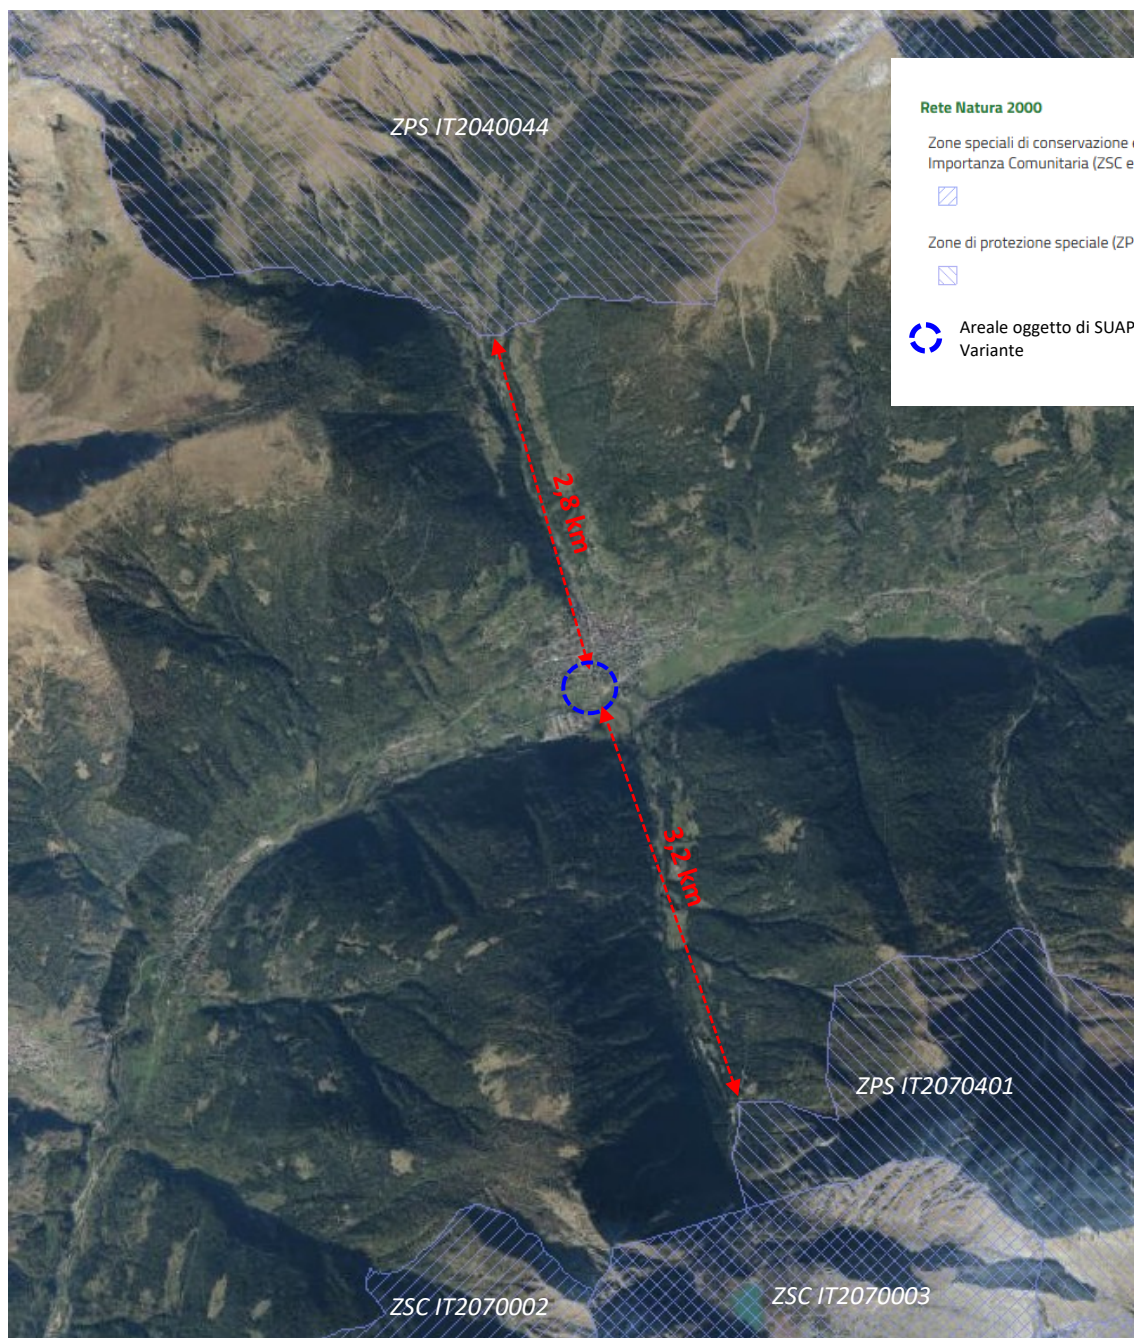 ZPS IT2040044
Rete Natura 2000
Zone speciali di conservazione e
Importanza Comunitaria (ZSC e
Zone di protezione speciale (ZP
Areale oggetto di SUAP
Variante
2,8 km
3,2 km
ZPS IT2070401
ZSC IT2070002
ZSC IT2070003